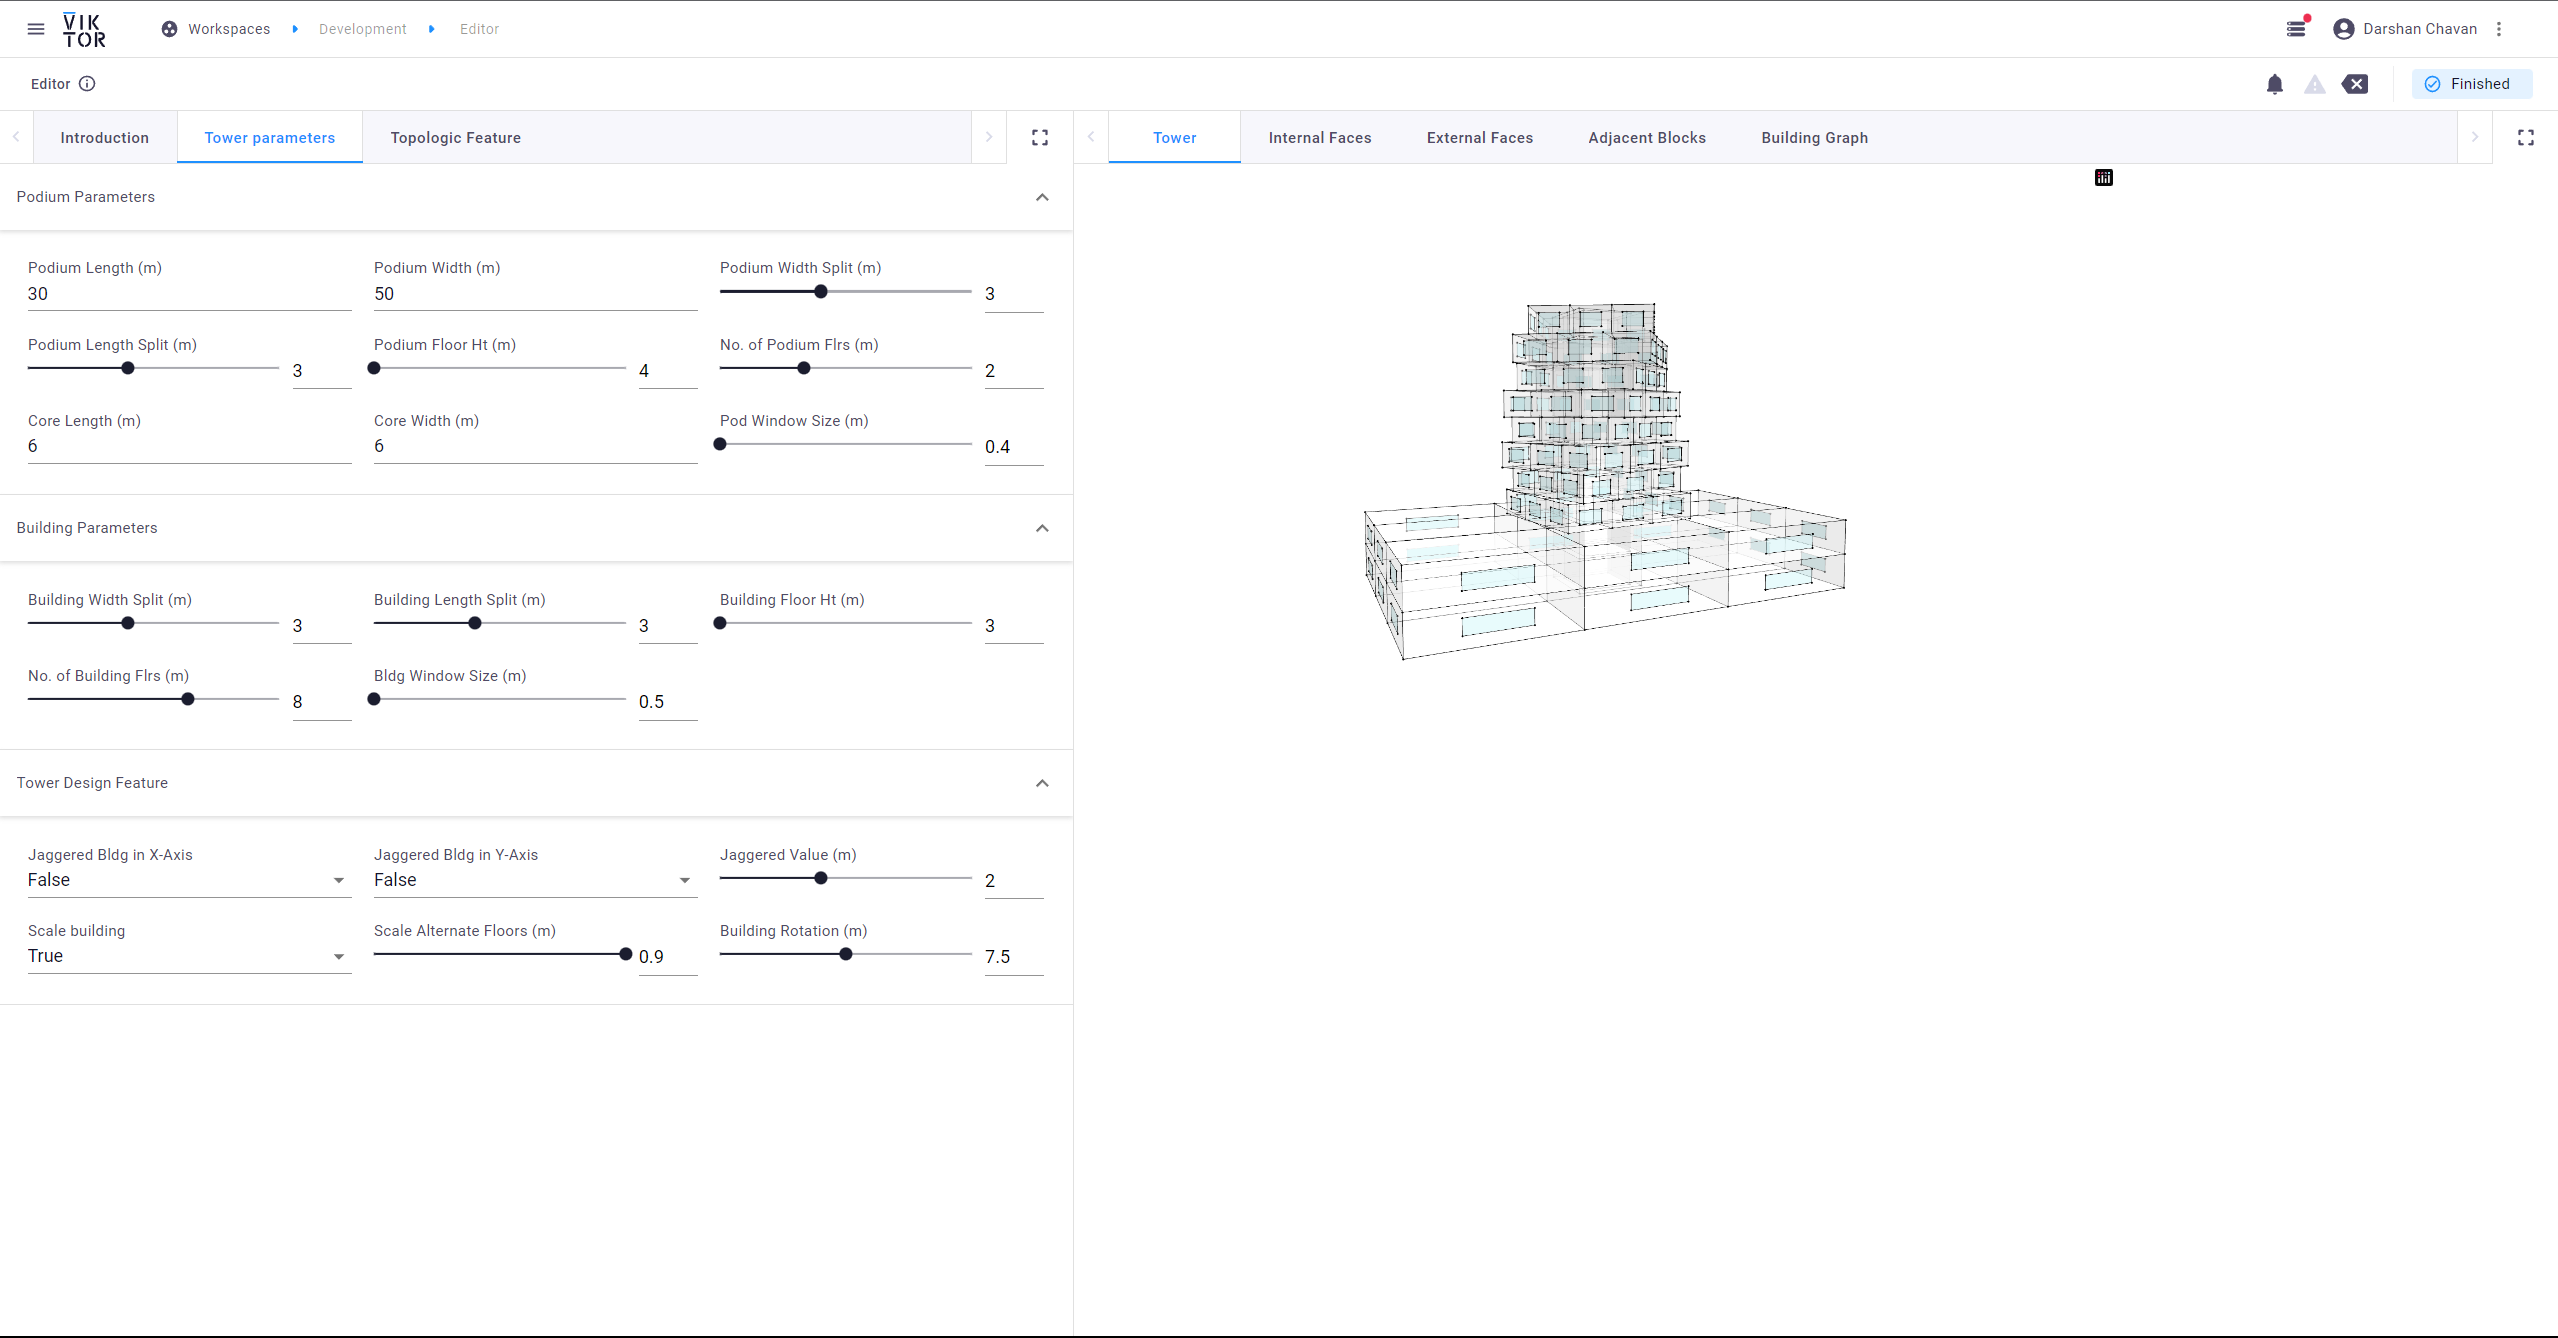 VIK
TOR
Workspaces Development Editor Darshan Chavan
Editor Finished
Introduction Tower parameters Topologic Feature Tower Internal Faces External Faces Adjacent Blocks Building Graph
Podium Parameters
Podium Length (m) Podium Width (m) Podium Width Split (m)
30 50 3
Podium Length Split (m) Podium Floor Ht (m) No. of Podium Flrs (m)
3 4 2
Core Length (m) Core Width (m) Pod Window Size (m)
6 6 0.4
Building Parameters
Building Width Split (m) Building Length Split (m) Building Floor Ht (m)
3 3 3
No. of Building Flrs (m) Bldg Window Size (m)
8 0.5
Tower Design Feature
Jaggered Bldg in X-Axis Jaggered Bldg in Y-Axis Jaggered Value (m)
False False 2
Scale building Scale Alternate Floors (m) Building Rotation (m)
True 0.9 7.5